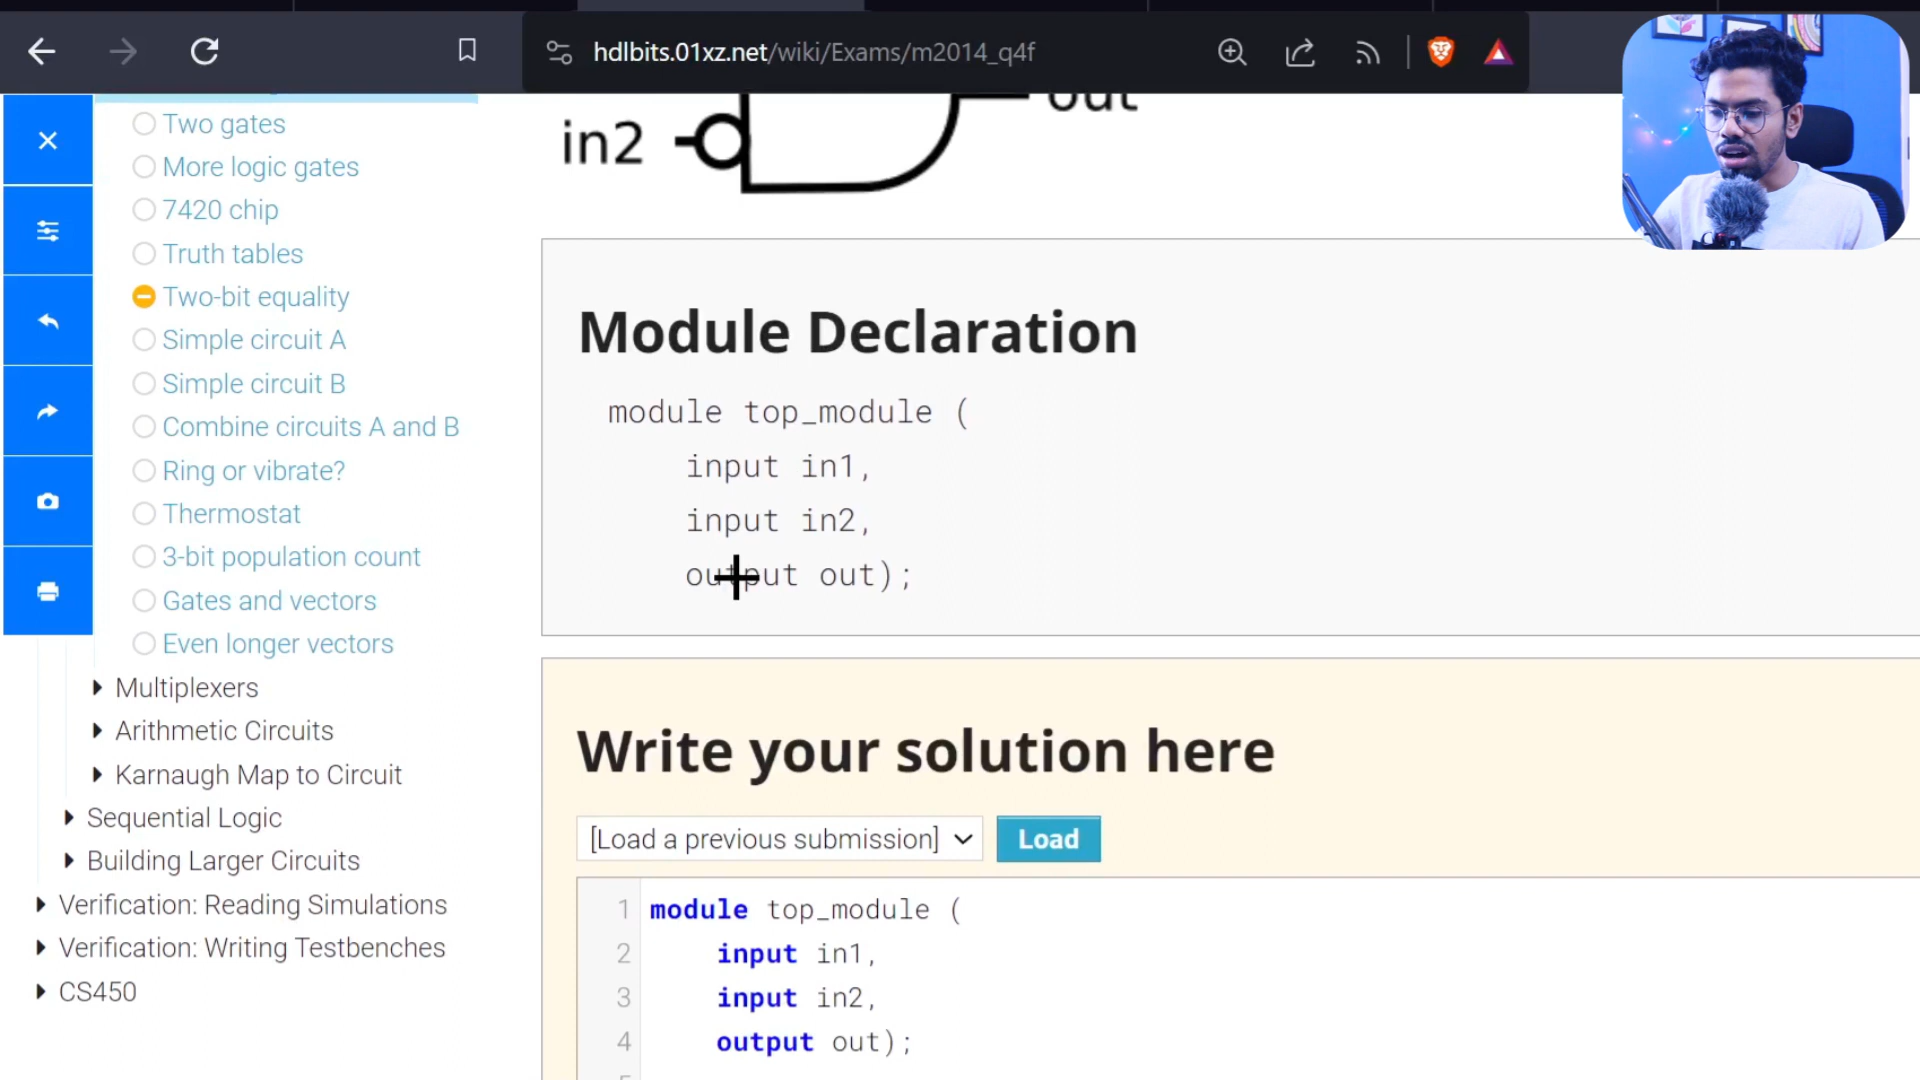 hdlbits.01xz.net/wiki/Exams/m2014_q4f
Two gates
More logic gates
7420 chip
Truth tables
Two-bit equality
Simple circuit A
Simple circuit B
Combine circuits A and B
Ring or vibrate?
Thermostat
3-bit population count
Gates and vectors
Even longer vectors
Multiplexers
Arithmetic Circuits
Karnaugh Map to Circuit
Sequential Logic
Building Larger Circuits
Verification: Reading Simulations
Verification: Writing Testbenches
CS450
out
in2
Module Declaration
module top_module (
input in1,
input in2,
output out);
Write your solution here
[Load a previous submission]
Load
1 module top_module (
2 input in1,
3 input in2,
4 output out);